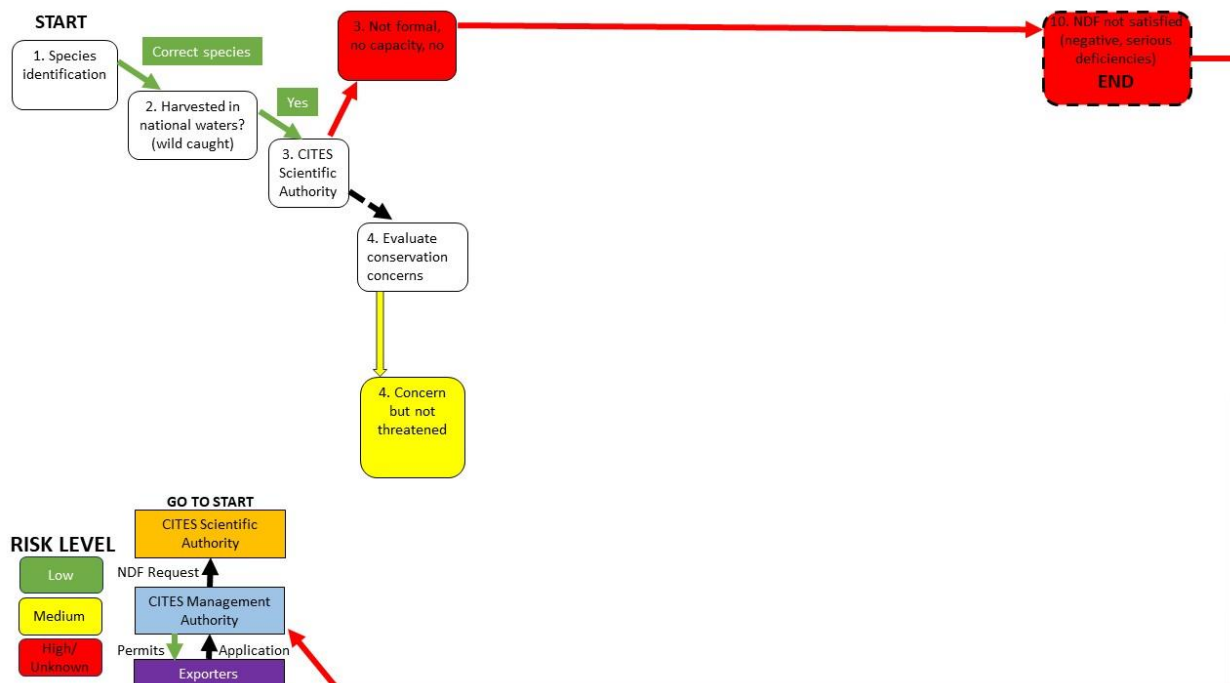 START
1. Species
identification
Correct species
2. Harvested in
national waters?
(wild caught)
Yes
3. CITES
Scientific
Authority
3. Not formal,
no capacity, no
10. NDF not satisfied
(negative, serious
deficiencies)
END
4. Evaluate
conservation
concerns
4. Concern
but not
threatened
GO TO START
CITES Scientific
Authority
NDF Request
CITES Management
Authority
Permits
Application
Exporters
RISK LEVEL
Low
Medium
High/
Unknown